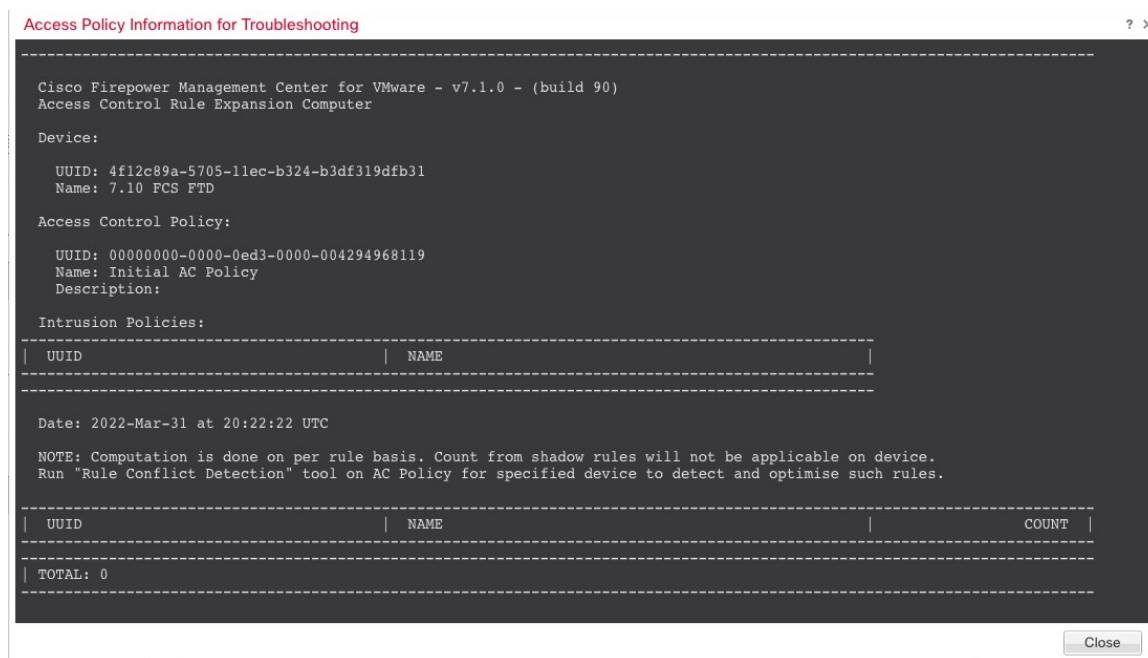 Access Policy Information for Troubleshooting ? X
Cisco Firepower Management Center for VMware - v7.1.0 - (build 90)
Access Control Rule Expansion Computer
Device:
UUID: 4f12c89a-5705-11ec-b324-b3df319dfb31
Name: 7.10 FCS FTD
Access Control Policy:
UUID: 00000000-0000-0ed3-0000-004294968119
Name: Initial AC Policy
Description:
Intrusion Policies:
| UUID | NAME |
Date: 2022-Mar-31 at 20:22:22 UTC
NOTE: Computation is done on per rule basis. Count from shadow rules will not be applicable on device.
Run "Rule Conflict Detection" tool on AC Policy for specified device to detect and optimise such rules.
| UUID | NAME | COUNT |
| TOTAL: 0
Close